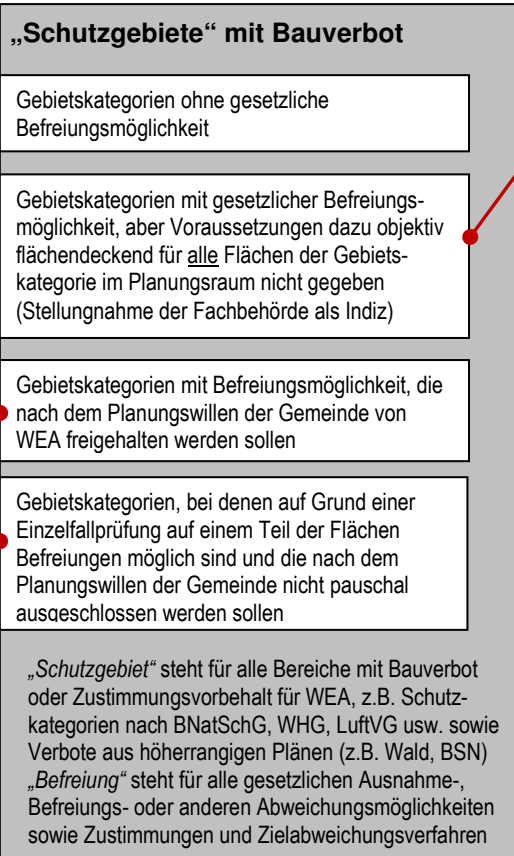 „Schutzgebiete“ mit Bauverbot
Gebietskategorien ohne gesetzliche
Befreiungsmöglichkeit
Gebietskategorien mit gesetzlicher Befreiungs-
möglichkeit, aber Voraussetzungen dazu objektiv
flächendeckend für alle Flächen der Gebiets-
kategorie im Planungsraum nicht gegeben
(Stellungnahme der Fachbehörde als Indiz)
Gebietskategorien mit Befreiungsmöglichkeit, die
nach dem Planungswillen der Gemeinde von
WEA freigehalten werden sollen
Gebietskategorien, bei denen auf Grund einer
Einzelfallprüfung auf einem Teil der Flächen
Befreiungen möglich sind und die nach dem
Planungswillen der Gemeinde nicht pauschal
ausgeschlossen werden sollen
„Schutzgebiet“ steht für alle Bereiche mit Bauverbot
oder Zustimmungsvorbehalt für WEA, z.B. Schutz-
kategorien nach BNatSchG, WHG, LuftVG usw. sowie
Verbote aus höherrangigen Plänen (z.B. Wald, BSN)
„Befreiung“ steht für alle gesetzlichen Ausnahme-,
Befreiungs- oder anderen Abweichungsmöglichkeiten
sowie Zustimmungen und Zielabweichungsverfahren